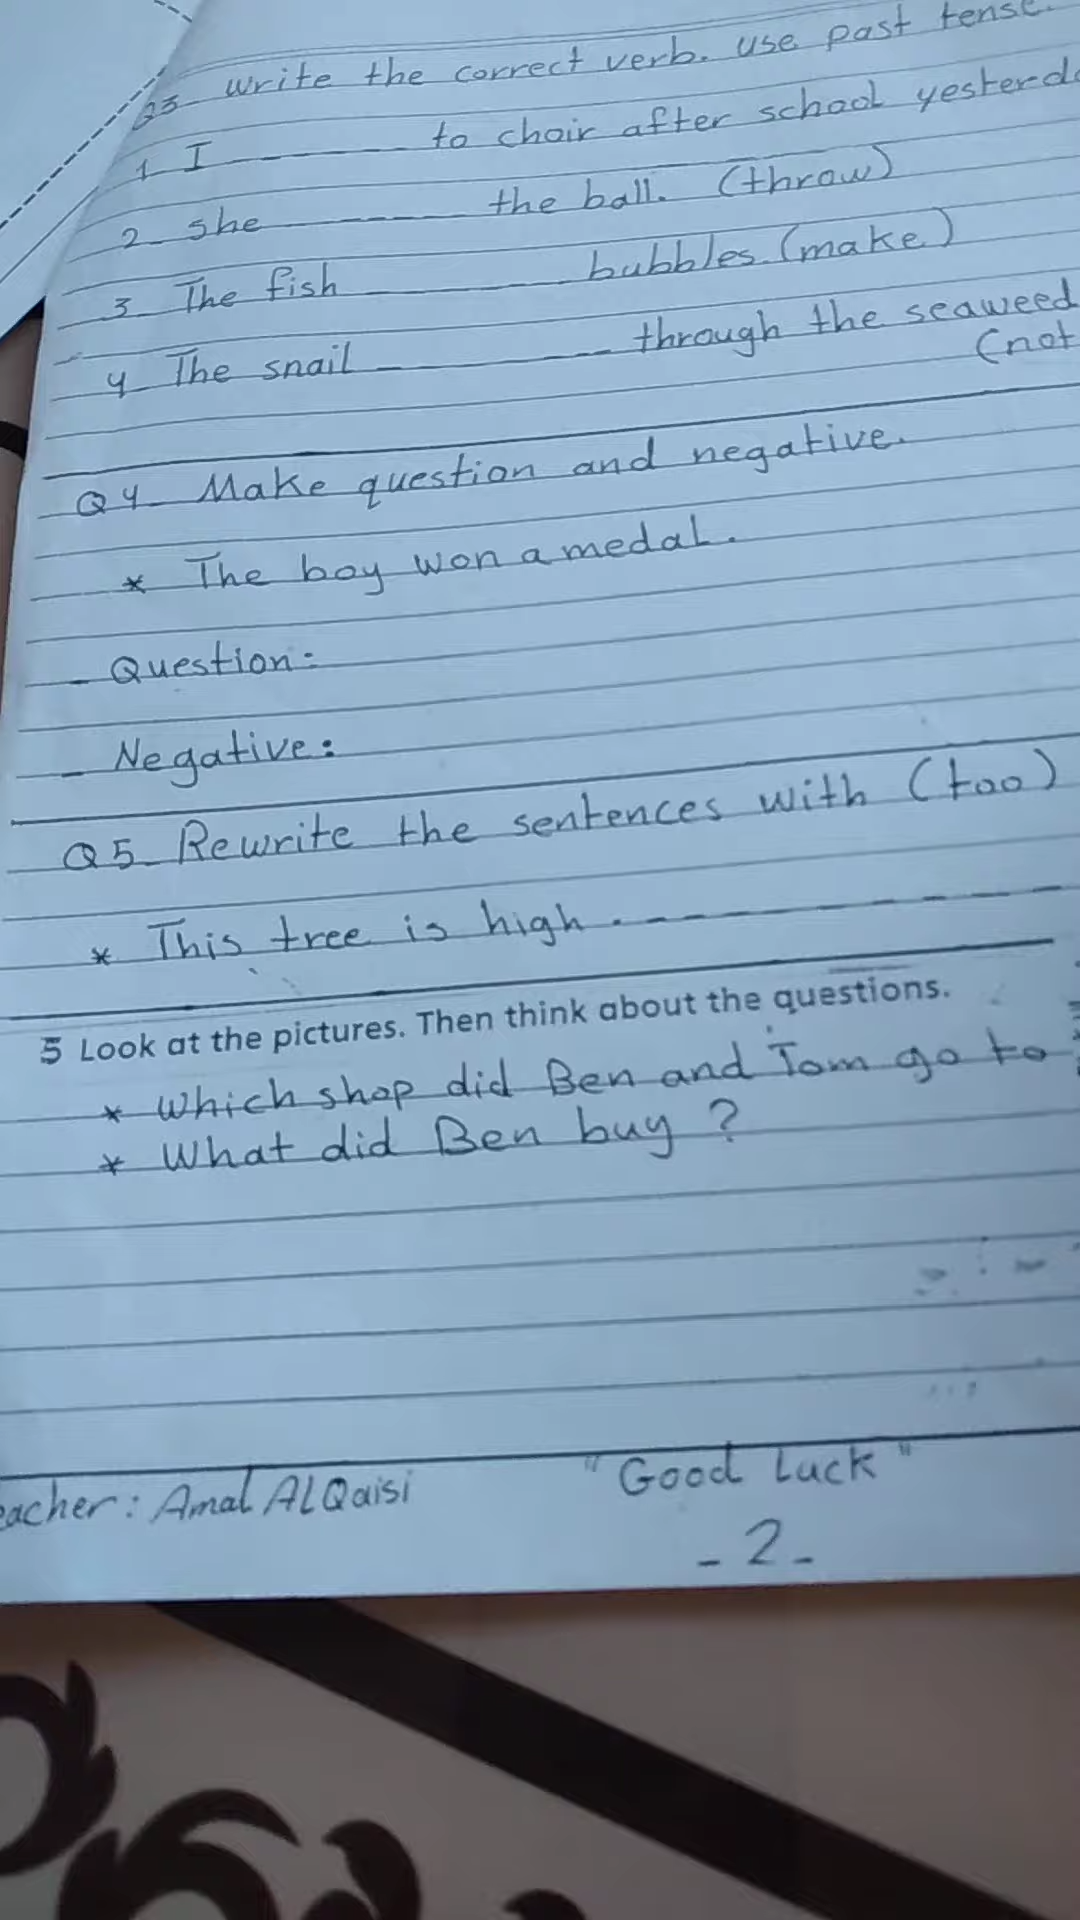 Q3- Write the correct verb. use past tense.
1- I ------- to choir after school yesterd
2- she ------- the ball. (throw)
3- The fish ------- bubbles (make)
4- The snail ------- through the seaweed
(not
Q4- Make question and negative.
* The boy won a medal.
- Question:
- Negative:
Q5- Rewrite the sentences with (too)
* This tree is high. -------
5 Look at the pictures. Then think about the questions.
* Which shop did Ben and Tom go to
* What did Ben buy ?
eacher: Amal AlQaisi "Good Luck"
- 2 -